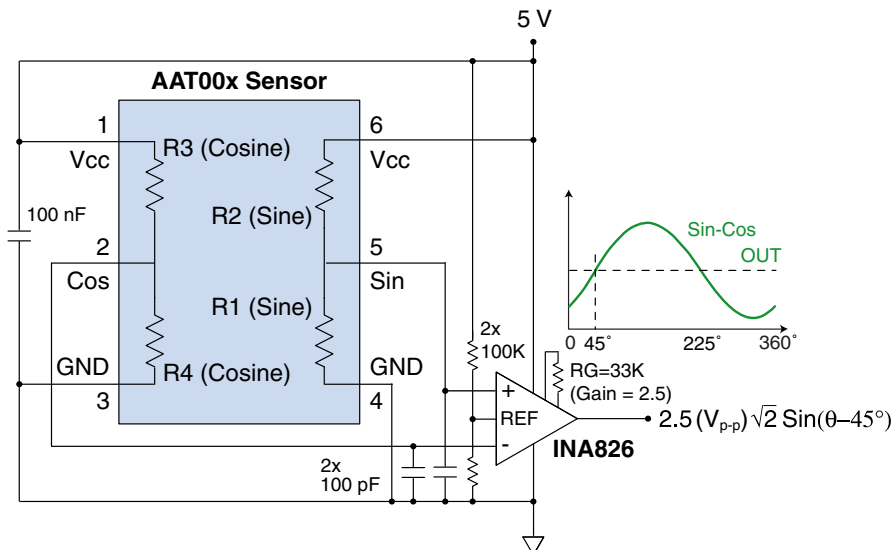 5 V
AAT00x Sensor
1
Vcc
R3 (Cosine)
6
Vcc
R2 (Sine)
100 nF
2
Cos
5
Sin
R1 (Sine)
GND
3
R4 (Cosine)
GND
4
2x
100K
Sin-Cos
OUT
0 45° 225° 360°
RG=33K
(Gain = 2.5)
+
REF
-
INA826
2.5 (Vp-p) √2 Sin(θ–45°)
2x
100 pF